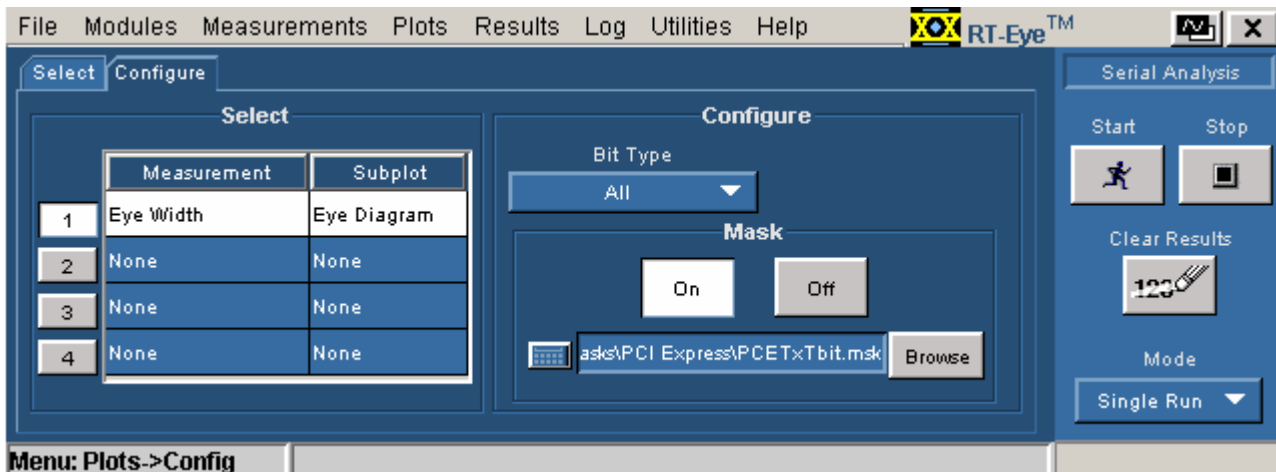 File Modules Measurements Plots Results Log Utilities Help RT-Eye™
Select Configure
Serial Analysis
Select
Configure
Start Stop
Bit Type
All
Measurement Subplot
1 Eye Width Eye Diagram
2 None None
3 None None
4 None None
Mask
On Off
asks\PCI Express\PCETxTbit.msk Browse
Clear Results
123
Mode
Single Run
Menu: Plots->Config